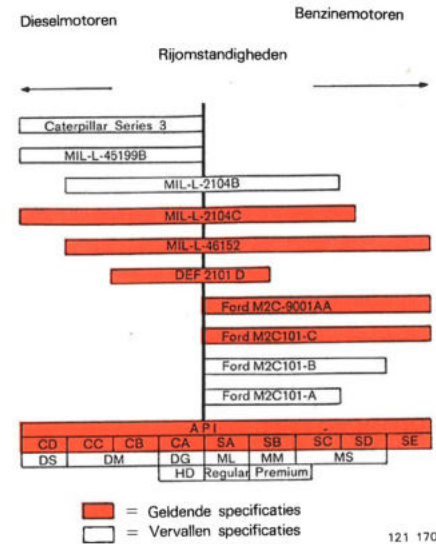 Dieselmotoren Benzinemotoren
Rijomstandigheden
Caterpillar Series 3
MIL-L-45199B
MIL-L-2104B
MIL-L-2104C
MIL-L-46152
DEF 2101 D
Ford M2C-9001AA
Ford M2C101-C
Ford M2C101-B
Ford M2C101-A
API
CD CC CB CA SA SB SC SD SE
DS DM DG ML MM MS
HD Regular Premium
= Geldende specificaties
= Vervallen specificaties
121 170